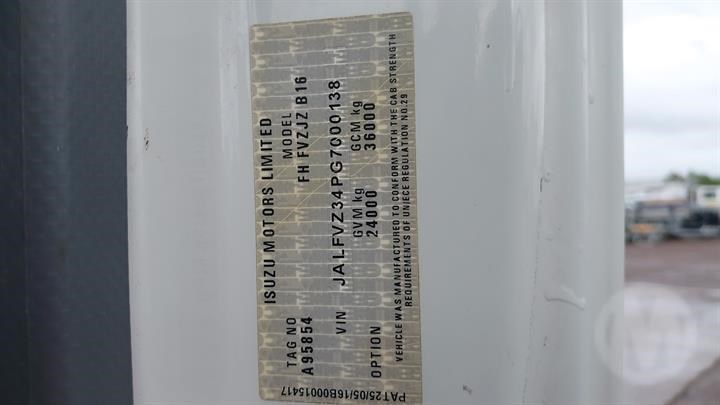 ISUZU MOTORS LIMITED
TAG NO MODEL
A95854 FH FVZJZ B16
VIN JALFVZ34PG7000138
GVM kg GCM kg
24000 36000
OPTION
VEHICLE WAS MANUFACTURED TO CONFORM WITH THE CAB STRENGTH
REQUIREMENTS OF UNIECE REGULATION NO.29
PAT25/05/16B00015417